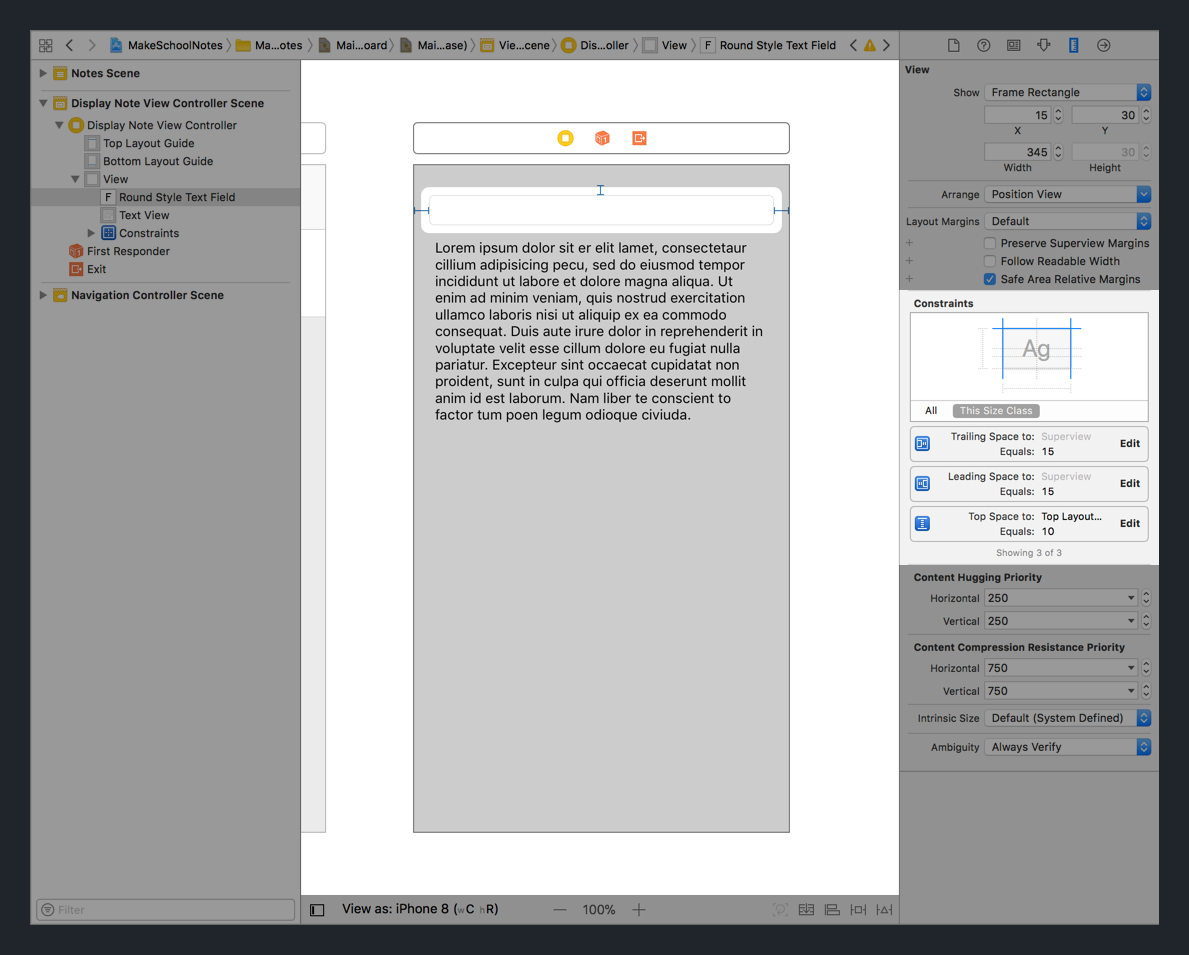 MakeSchoolNotes
Ma...otes
Mai...oard)
Mai...ase)
Vie...cene)
Dis...oller
View
F
Round Style Text Field
Notes Scene
Display Note View Controller Scene
Display Note View Controller
Top Layout Guide
Bottom Layout Guide
View
F Round Style Text Field
Text View
Constraints
First Responder
Exit
Navigation Controller Scene
Filter
Lorem ipsum dolor sit er elit lamet, consectetaur
cillium adipisicing pecu, sed do eiusmod tempor
incididunt ut labore et dolore magna aliqua. Ut
enim ad minim veniam, quis nostrud exercitation
ullamco laboris nisi ut aliquip ex ea commodo
consequat. Duis aute irure dolor in reprehenderit in
voluptate velit esse cillum dolore eu fugiat nulla
pariatur. Excepteur sint occaecat cupidatat non
proident, sunt in culpa qui officia deserunt mollit
anim id est laborum. Nam liber te conscient to
factor tum poen legum odioque civiuda.
View as: iPhone 8 (wC hR)
100%
View
Show Frame Rectangle
15 30
X Y
345 30
Width Height
Arrange Position View
Layout Margins Default
Preserve Superview Margins
Follow Readable Width
Safe Area Relative Margins
Constraints
Ag
All This Size Class
Trailing Space to: Superview
Equals: 15
Edit
Leading Space to: Superview
Equals: 15
Edit
Top Space to: Top Layout...
Equals: 10
Edit
Showing 3 of 3
Content Hugging Priority
Horizontal 250
Vertical 250
Content Compression Resistance Priority
Horizontal 750
Vertical 750
Intrinsic Size Default (System Defined)
Ambiguity Always Verify